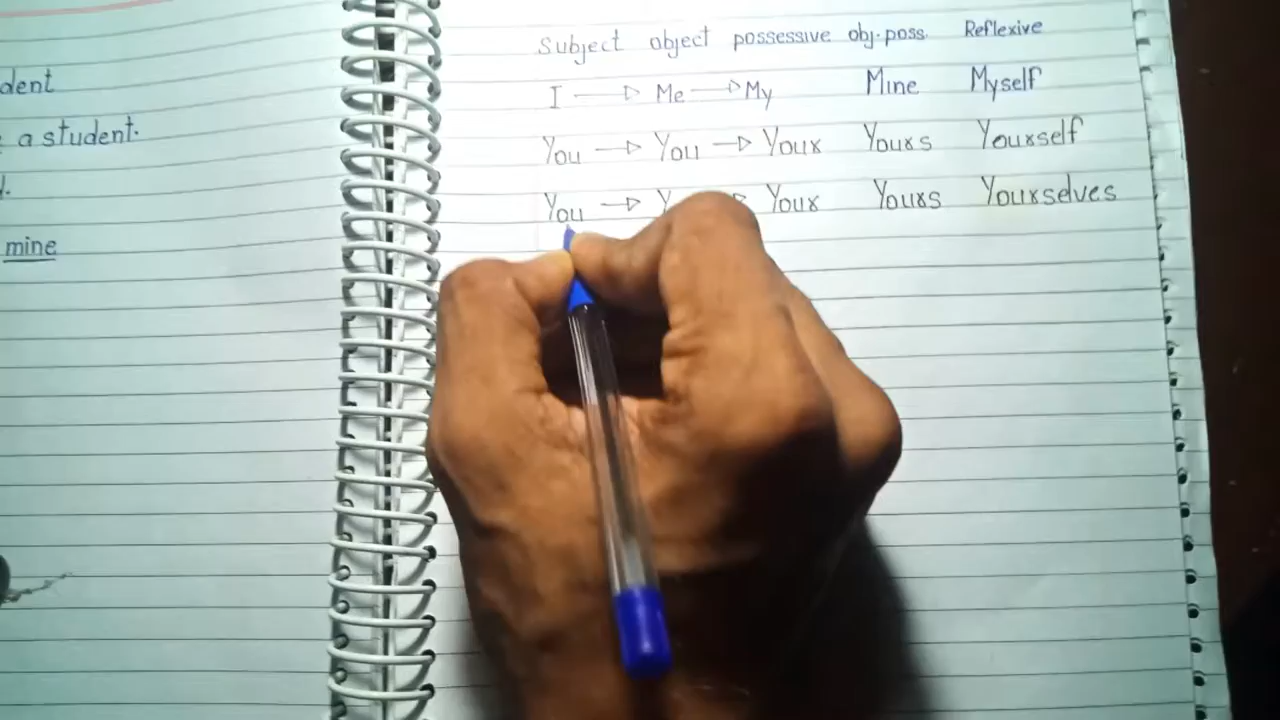 dent
a student.
mine
Subject object possessive obj.poss. Reflexive
I → Me → My Mine Myself
You → You → Your Yours Yourself
You → Your Yours Yourselves